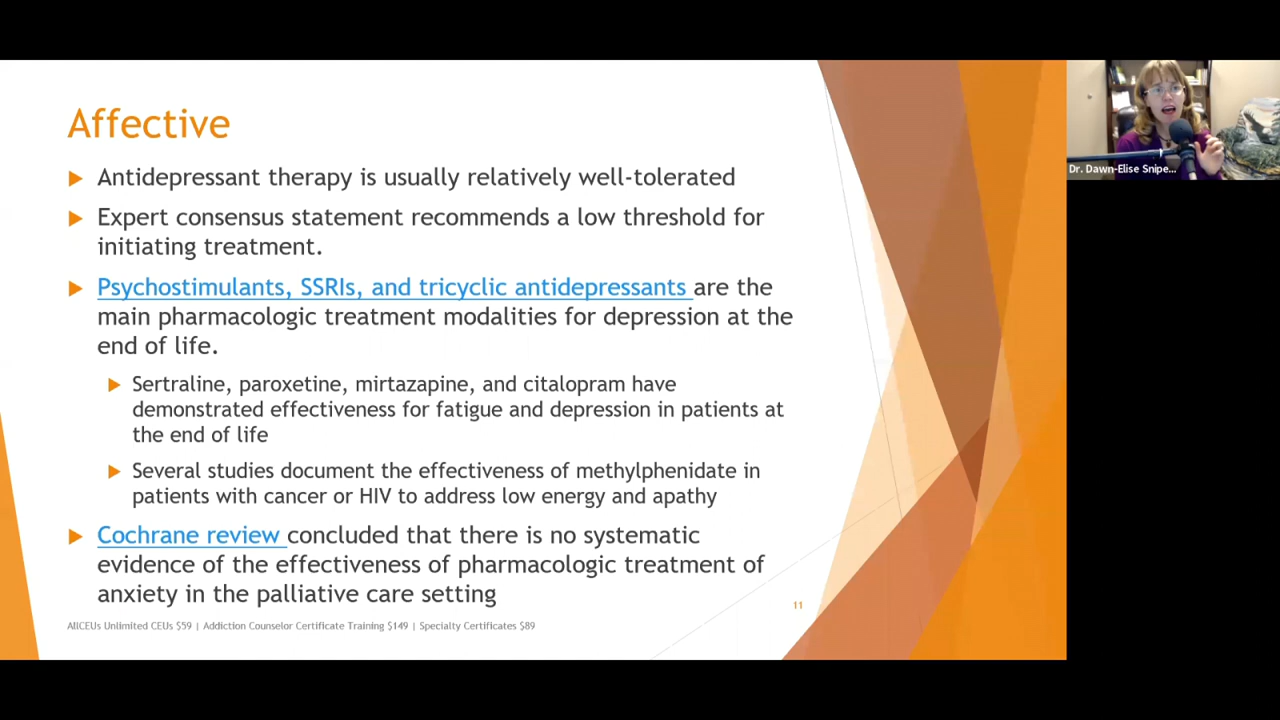 Affective
Antidepressant therapy is usually relatively well-tolerated
Expert consensus statement recommends a low threshold for
initiating treatment.
Psychostimulants, SSRIs, and tricyclic antidepressants are the
main pharmacologic treatment modalities for depression at the
end of life.
Sertraline, paroxetine, mirtazapine, and citalopram have
demonstrated effectiveness for fatigue and depression in patients at
the end of life
Several studies document the effectiveness of methylphenidate in
patients with cancer or HIV to address low energy and apathy
Cochrane review concluded that there is no systematic
evidence of the effectiveness of pharmacologic treatment of
anxiety in the palliative care setting
11
AllCEUs Unlimited CEUs $59 | Addiction Counselor Certificate Training $149 | Specialty Certificates $89
Dr. Dawn-Elise Snipe...